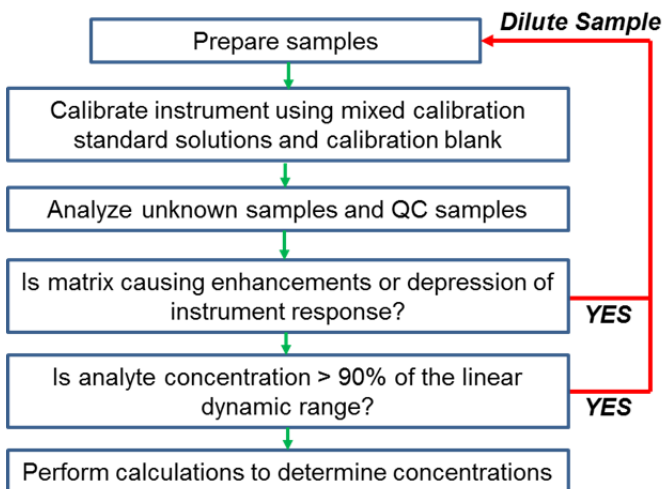 Dilute Sample
Prepare samples
Calibrate instrument using mixed calibration
standard solutions and calibration blank
Analyze unknown samples and QC samples
Is matrix causing enhancements or depression of
instrument response?
YES
Is analyte concentration > 90% of the linear
dynamic range?
YES
Perform calculations to determine concentrations